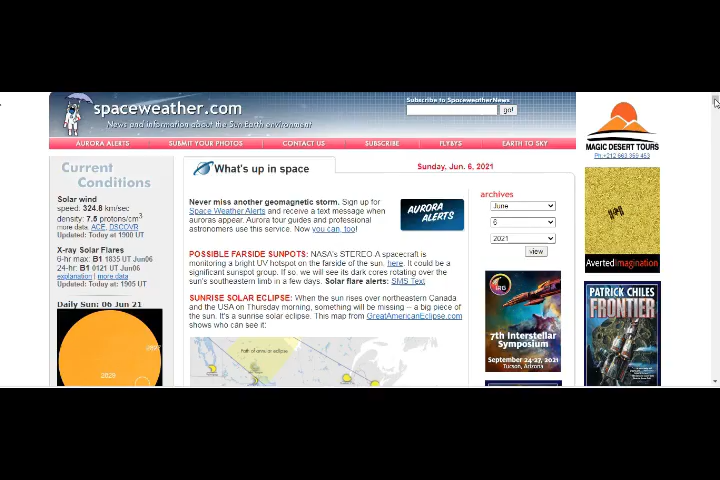 spaceweather.com
News and information about the Sun-Earth environment
Subscribe to SpaceweatherNews
go!
AURORA ALERTS
SUBMIT YOUR PHOTOS
CONTACT US
SUBSCRIBE
FLYBYS
EARTH TO SKY
Current
Conditions
Solar wind
speed: 324.8 km/sec
density: 7.5 protons/cm3
more data: ACE, DSCOVR
Updated: Today at 1900 UT
X-ray Solar Flares
6-hr max: B1 1835 UT Jun06
24-hr: B1 0121 UT Jun06
explanation | more data
Updated: Today at: 1905 UT
Daily Sun: 06 Jun 21
2829
What's up in space
Sunday, Jun. 6, 2021
Never miss another geomagnetic storm. Sign up for
Space Weather Alerts and receive a text message when
auroras appear. Aurora tour guides and professional
astronomers use this service. Now you can, too!
AURORA
ALERTS
POSSIBLE FARSIDE SUNPOTS: NASA's STEREO A spacecraft is
monitoring a bright UV hotspot on the farside of the sun: here. It could be a
significant sunspot group. If so, we will see its dark cores rotating over the
sun's southeastern limb in a few days. Solar flare alerts: SMS Text
SUNRISE SOLAR ECLIPSE: When the sun rises over northeastern Canada
and the USA on Thursday morning, something will be missing -- a big piece of
the sun. It's a sunrise solar eclipse. This map from GreatAmericanEclipse.com
shows who can see it:
Path of annular eclipse
archives
June
6
2021
view
7th Interstellar
Symposium
September 24-27, 2021
Tucson, Arizona
MAGIC DESERT TOURS
Ph:+212 663 359 453
AvertedImagination
PATRICK CHILES
FRONTIER